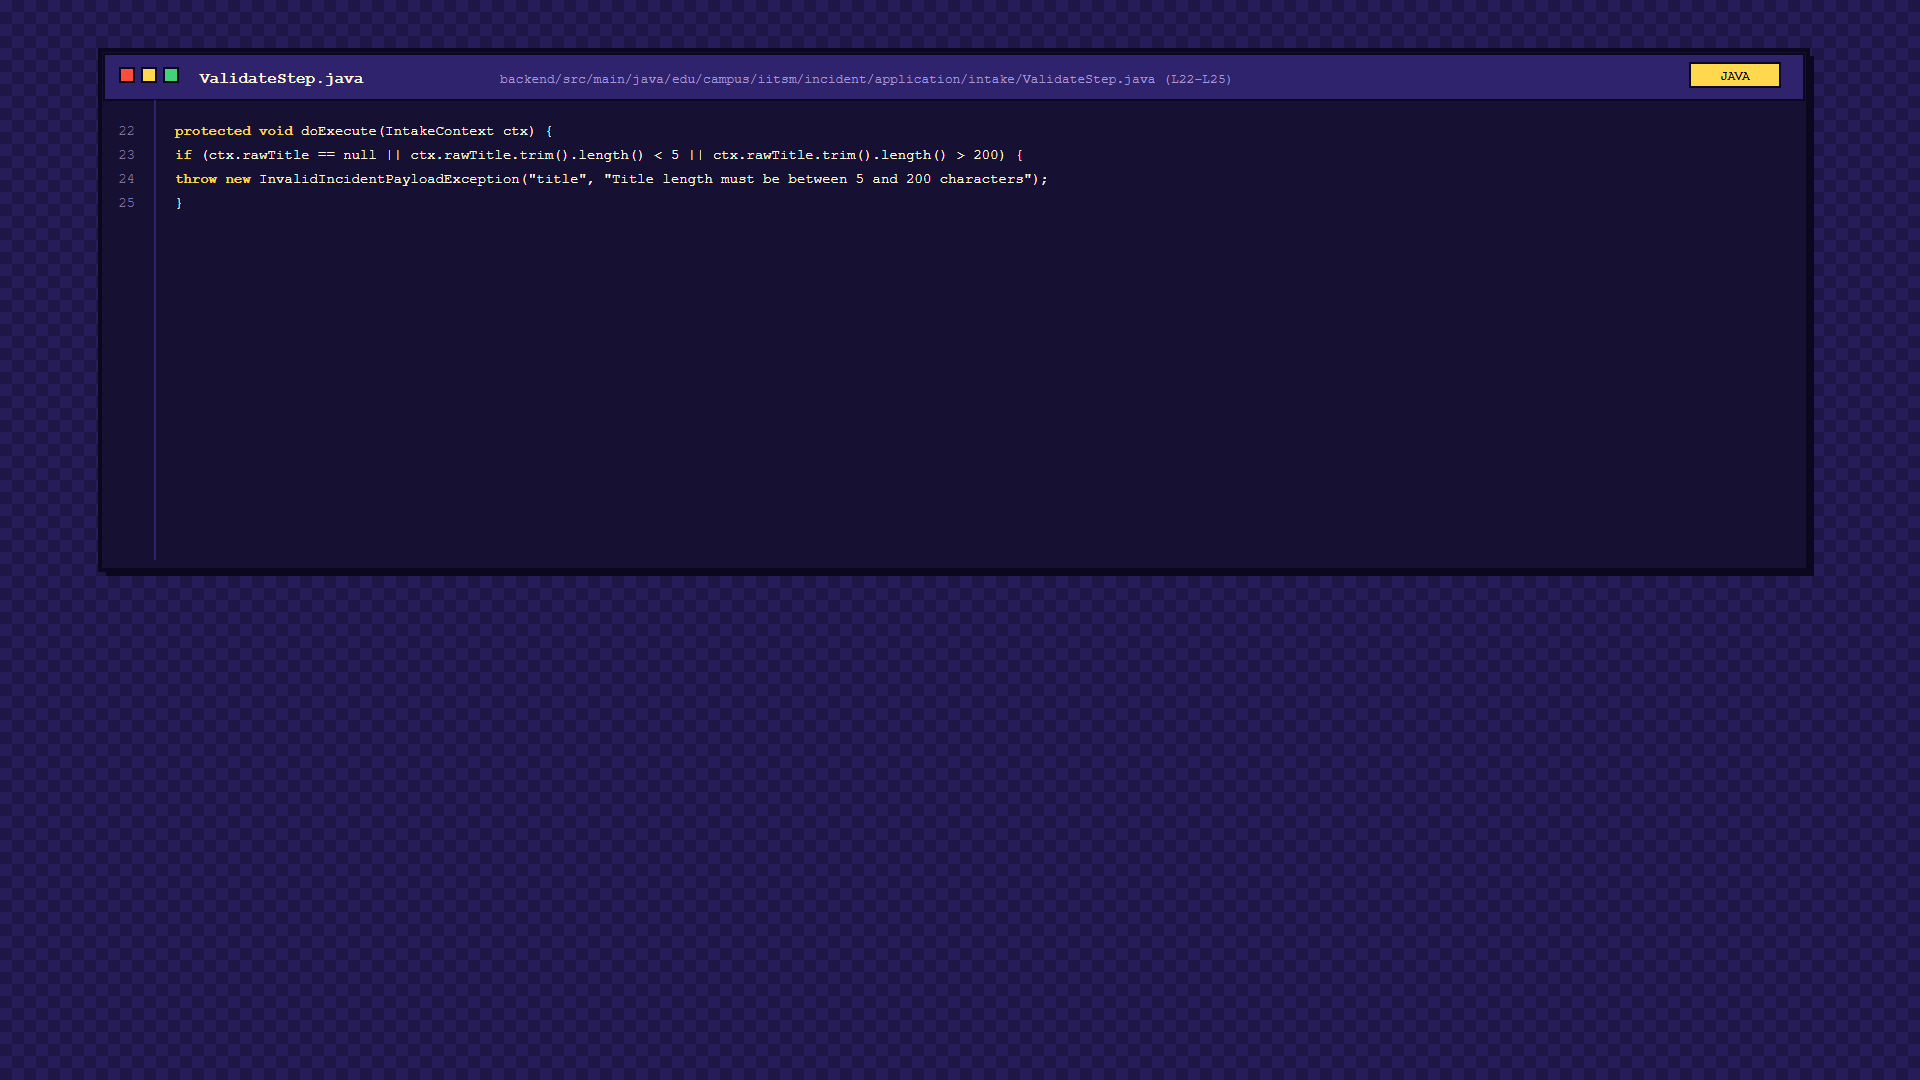 ValidateStep.java
backend/src/main/java/edu/campus/iitsm/incident/application/intake/ValidateStep.java (L22-L25)
JAVA
22 protected void doExecute(IntakeContext ctx) {
23 if (ctx.rawTitle == null || ctx.rawTitle.trim().length() < 5 || ctx.rawTitle.trim().length() > 200) {
24 throw new InvalidIncidentPayloadException("title", "Title length must be between 5 and 200 characters");
25 }